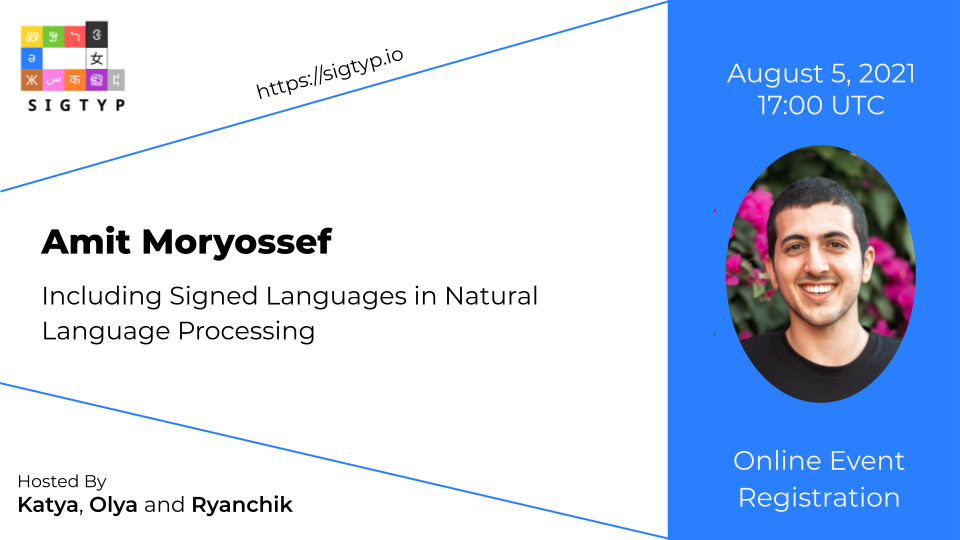 SIGTYP
https://sigtyp.io
August 5, 2021
17:00 UTC
Amit Moryossef
Including Signed Languages in Natural
Language Processing
Hosted By
Katya, Olya and Ryanchik
Online Event
Registration